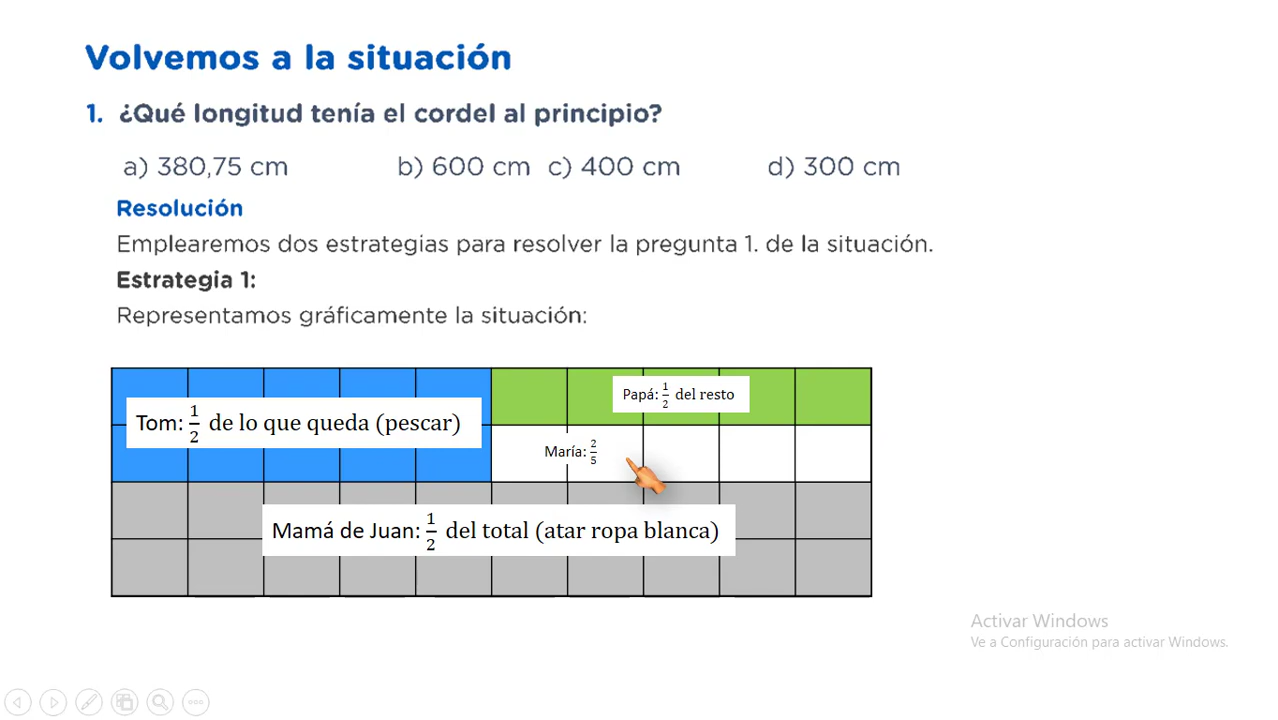 Volvemos a la situación
1. ¿Qué longitud tenía el cordel al principio?
a) 380,75 cm b) 600 cm c) 400 cm d) 300 cm
Resolución
Emplearemos dos estrategias para resolver la pregunta 1. de la situación.
Estrategia 1:
Representamos gráficamente la situación:
Papá: 1/2 del resto
Tom: 1/2 de lo que queda (pescar)
María: 2/5
Mamá de Juan: 1/2 del total (atar ropa blanca)
Activar Windows
Ve a Configuración para activar Windows.